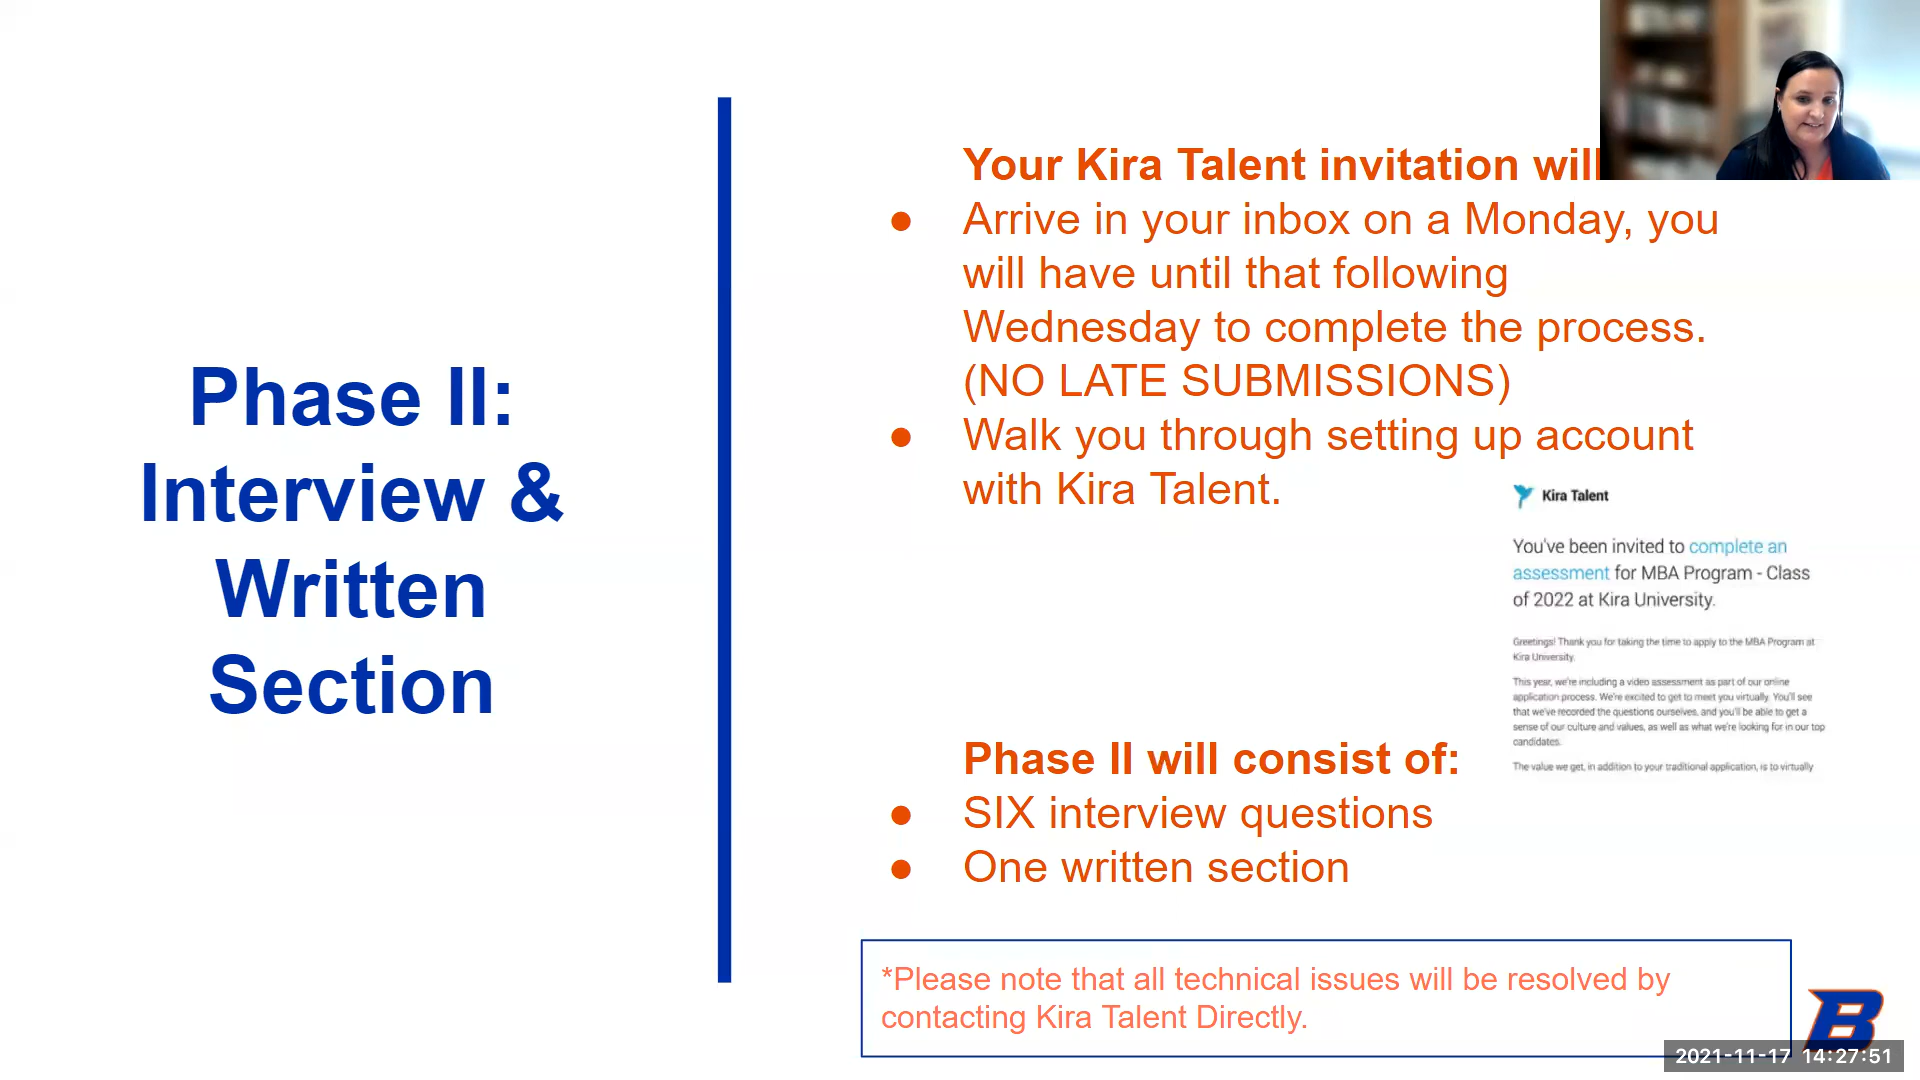 Phase II:
Interview &
Written
Section
Your Kira Talent invitation will
● Arrive in your inbox on a Monday, you
will have until that following
Wednesday to complete the process.
(NO LATE SUBMISSIONS)
● Walk you through setting up account
with Kira Talent.
Kira Talent
You've been invited to complete an
assessment for MBA Program - Class
of 2022 at Kira University.
Greetings! Thank you for taking the time to apply to the MBA Program at
Kira University.
This year, we're including a video assessment as part of our online
application process. We're excited to get to meet you virtually. You'll see
that we've recorded the questions ourselves, and you'll be able to get a
sense of our culture and values, as well as what we're looking for in our top
candidates.
The value we get, in addition to your traditional application, is to virtually
Phase II will consist of:
● SIX interview questions
● One written section
*Please note that all technical issues will be resolved by
contacting Kira Talent Directly.
B
2021-11-17 14:27:51